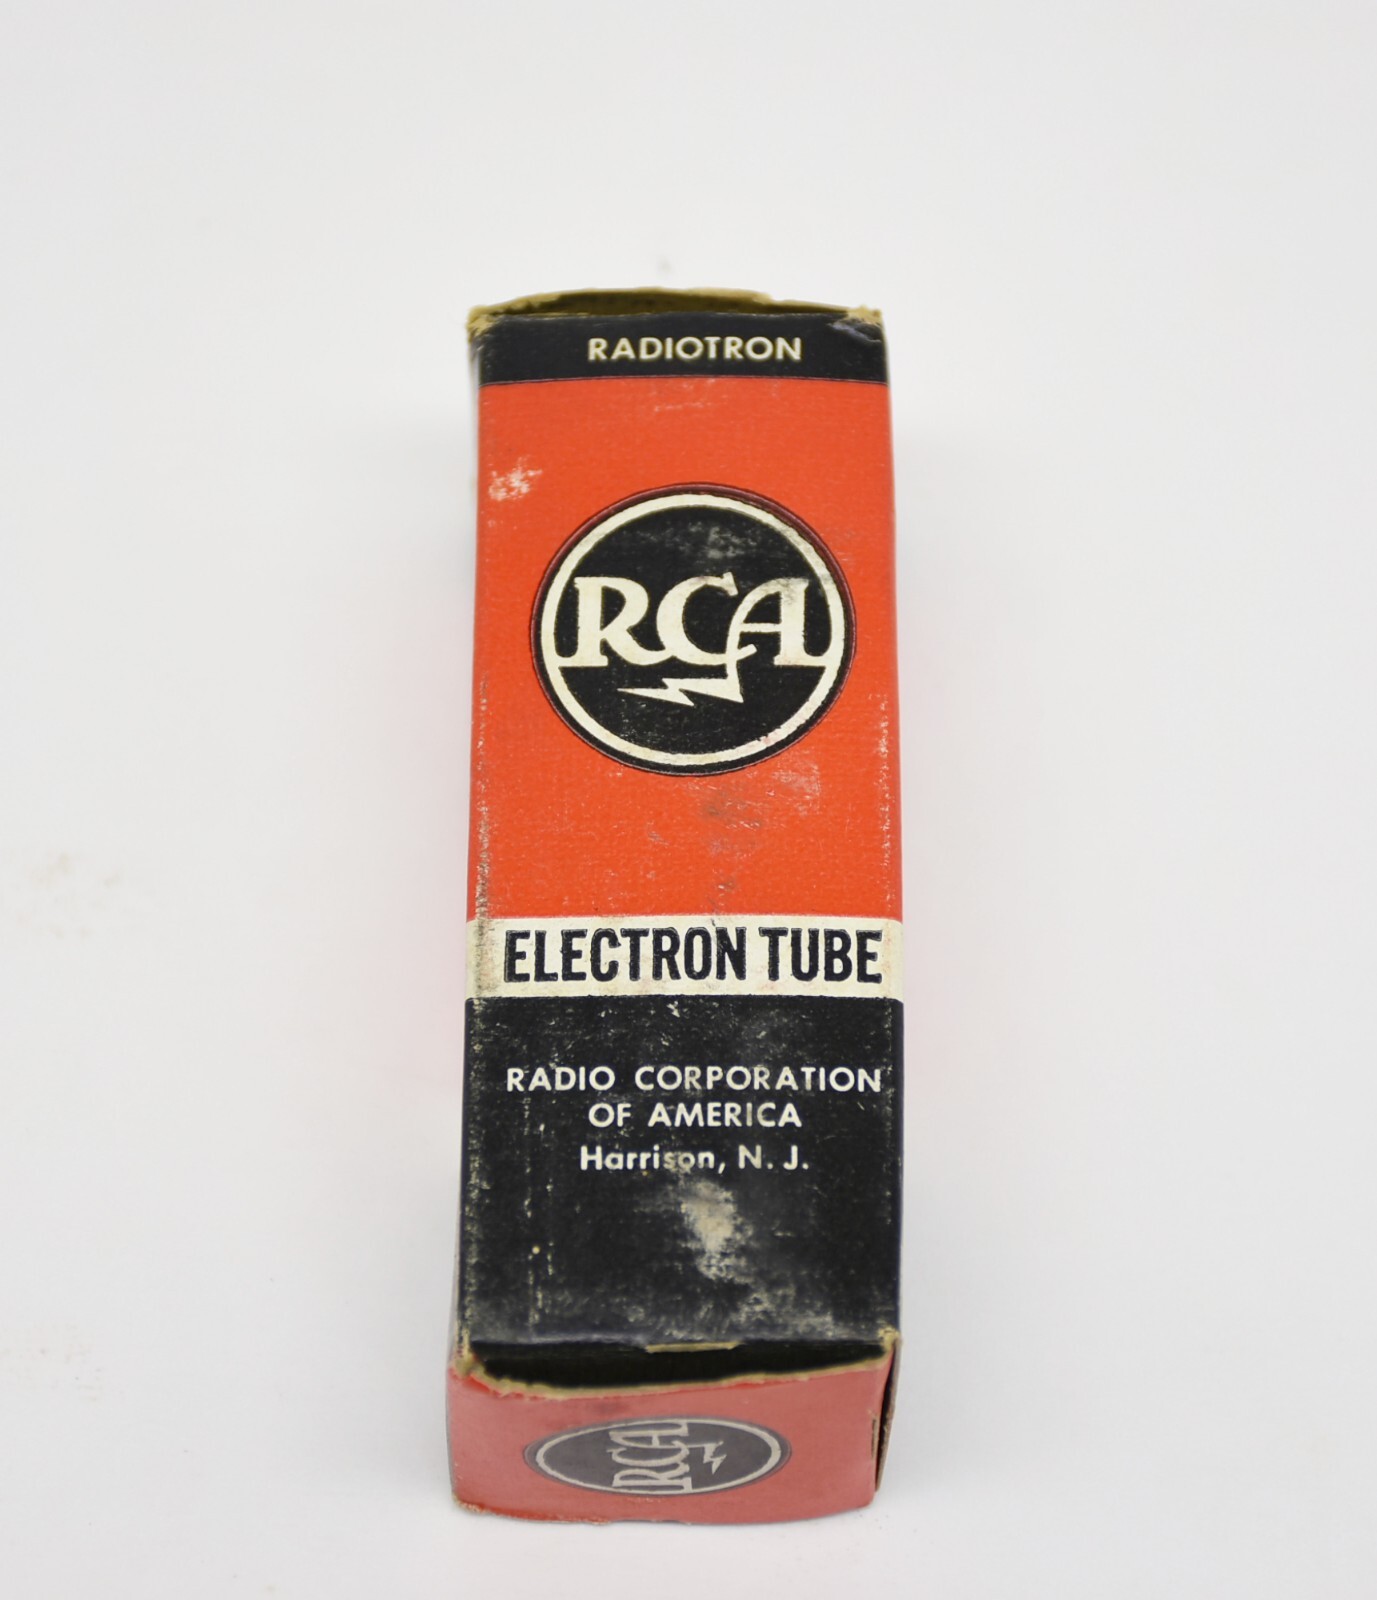 RADIOTRON
RCA
ELECTRON TUBE
RADIO CORPORATION
OF AMERICA
Harrison, N. J.
RCA